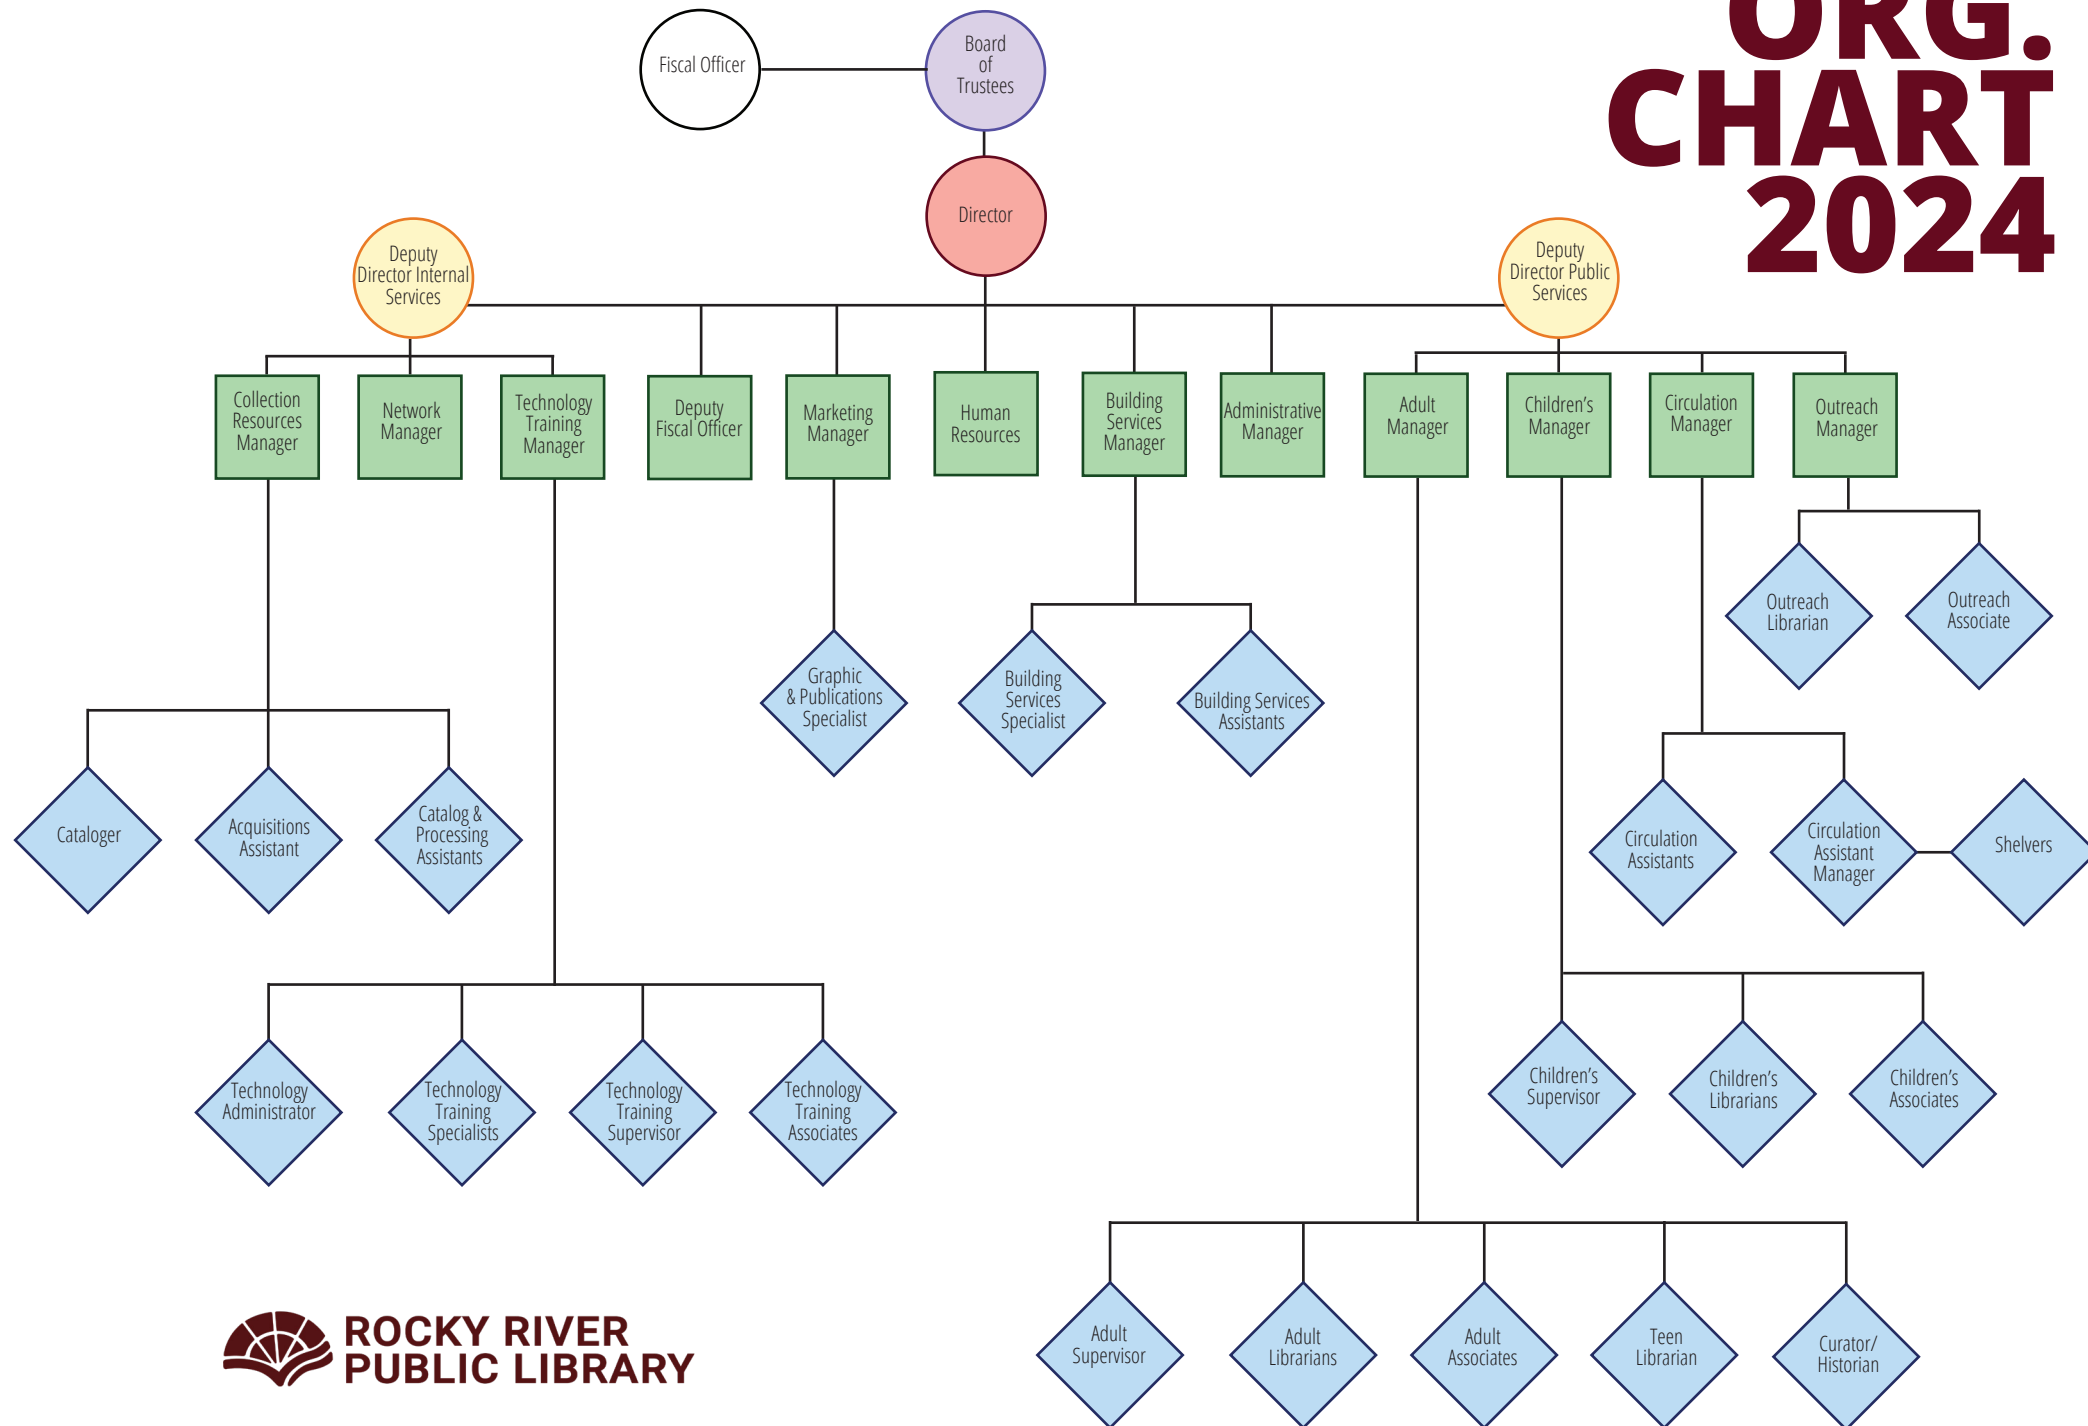 ORG.
CHART
2024
Fiscal Officer
Board
of
Trustees
Director
Deputy
Director Internal
Services
Deputy
Director Public
Services
Collection
Resources
Manager
Network
Manager
Technology
Training
Manager
Deputy
Fiscal Officer
Marketing
Manager
Human
Resources
Building
Services
Manager
Administrative
Manager
Adult
Manager
Children’s
Manager
Circulation
Manager
Outreach
Manager
Outreach
Librarian
Outreach
Associate
Graphic
& Publications
Specialist
Building
Services
Specialist
Building Services
Assistants
Cataloger
Acquisitions
Assistant
Catalog &
Processing
Assistants
Circulation
Assistants
Circulation
Assistant
Manager
Shelvers
Technology
Administrator
Technology
Training
Specialists
Technology
Training
Supervisor
Technology
Training
Associates
Children’s
Supervisor
Children’s
Librarians
Children’s
Associates
Adult
Supervisor
Adult
Librarians
Adult
Associates
Teen
Librarian
Curator/
Historian
ROCKY RIVER
PUBLIC LIBRARY